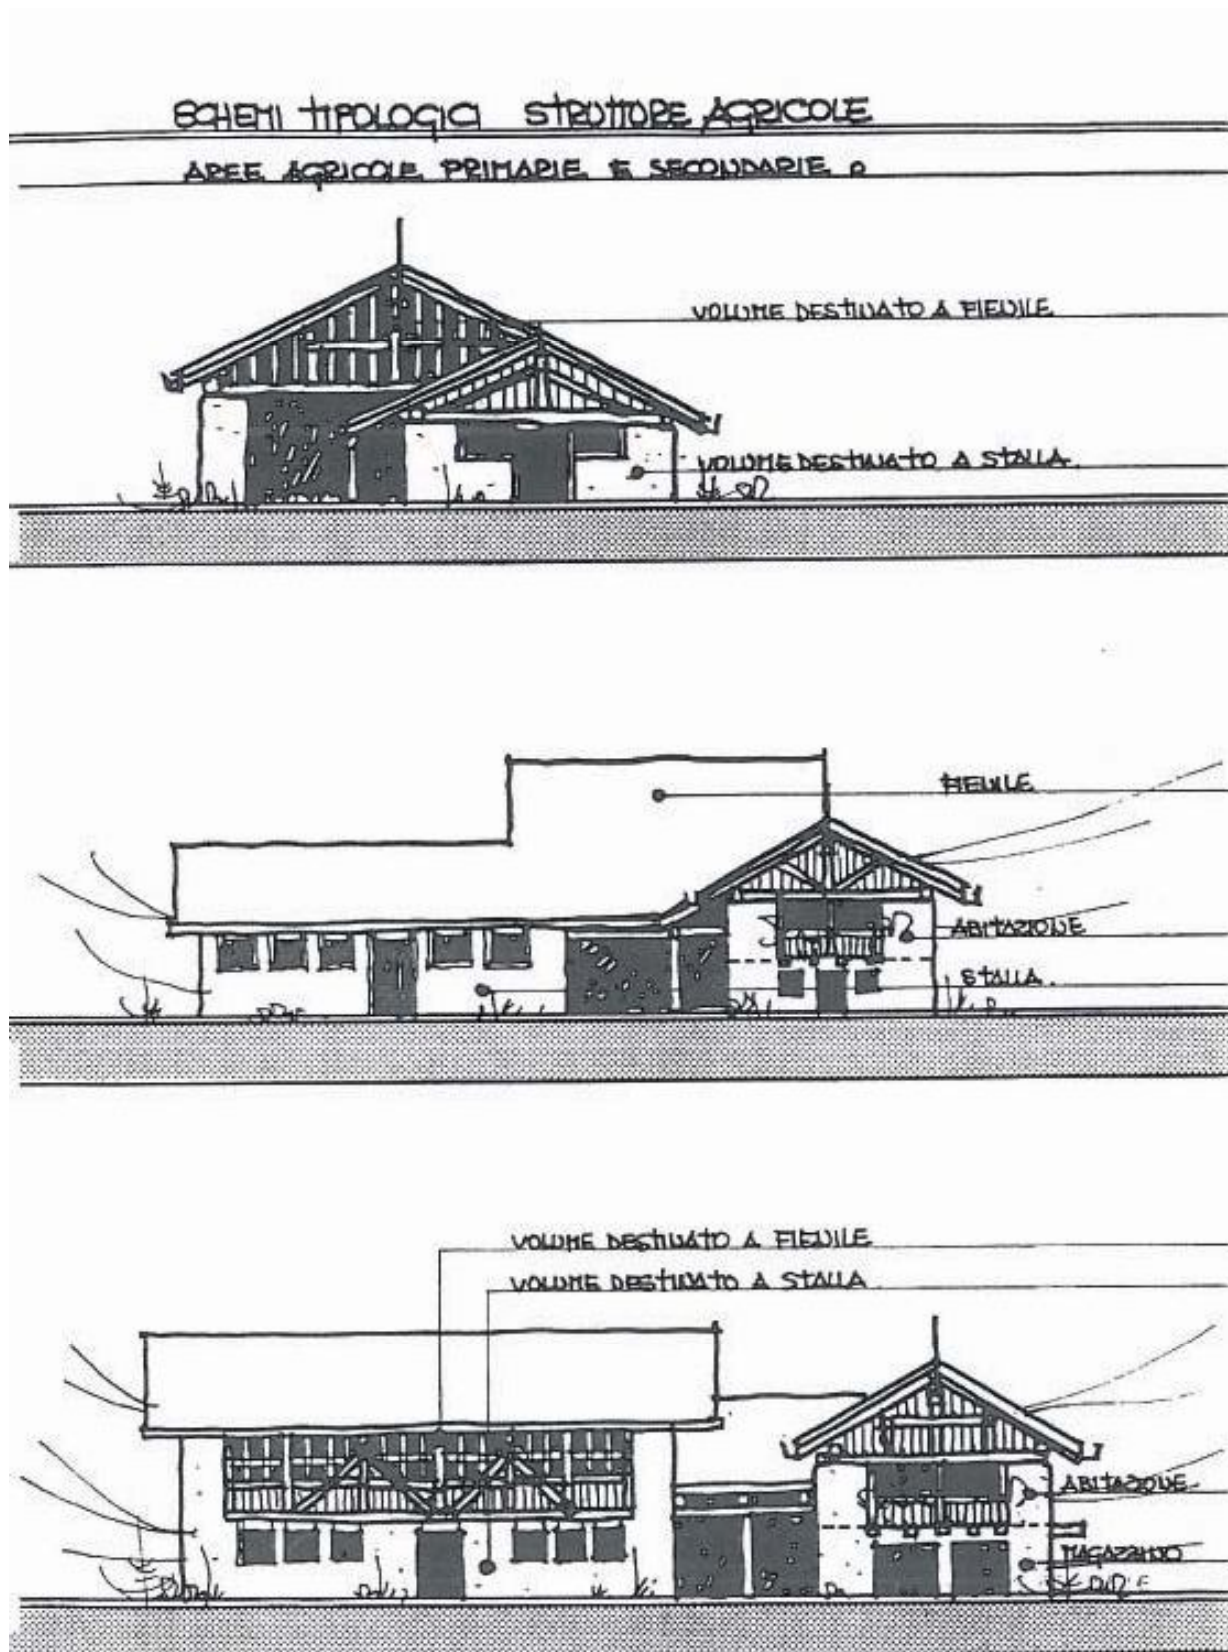 SCHEMI TIPOLOGICI STRUTTURE AGRICOLE
AREE AGRICOLE PRIMARIE E SECONDARIE
VOLUME DESTINATO A FIENILE
VOLUME DESTINATO A STALLA.
FIENILE
ABITAZIONE
STALLA.
VOLUME DESTINATO A FIENILE
VOLUME DESTINATO A STALLA
ABITAZIONE
MAGAZZINO